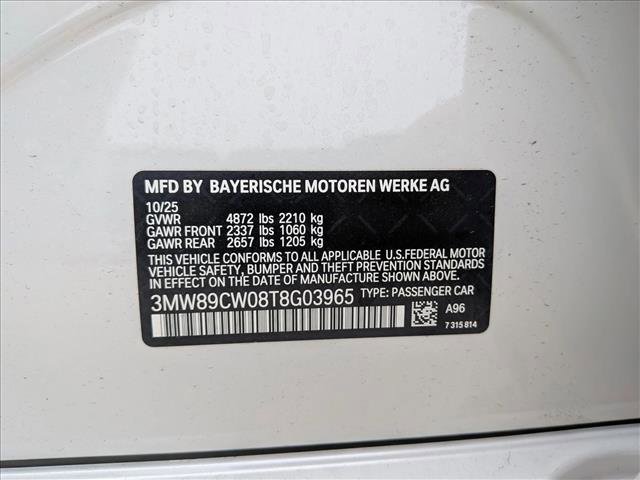 MFD BY BAYERISCHE MOTOREN WERKE AG
10/25
GVWR 4872 lbs 2210 kg
GAWR FRONT 2337 lbs 1060 kg
GAWR REAR 2657 lbs 1205 kg
THIS VEHICLE CONFORMS TO ALL APPLICABLE U.S.FEDERAL MOTOR
VEHICLE SAFETY, BUMPER AND THEFT PREVENTION STANDARDS
IN EFFECT ON THE DATE OF MANUFACTURE SHOWN ABOVE.
3MW89CW08T8G03965 TYPE: PASSENGER CAR
A96
7 315 814